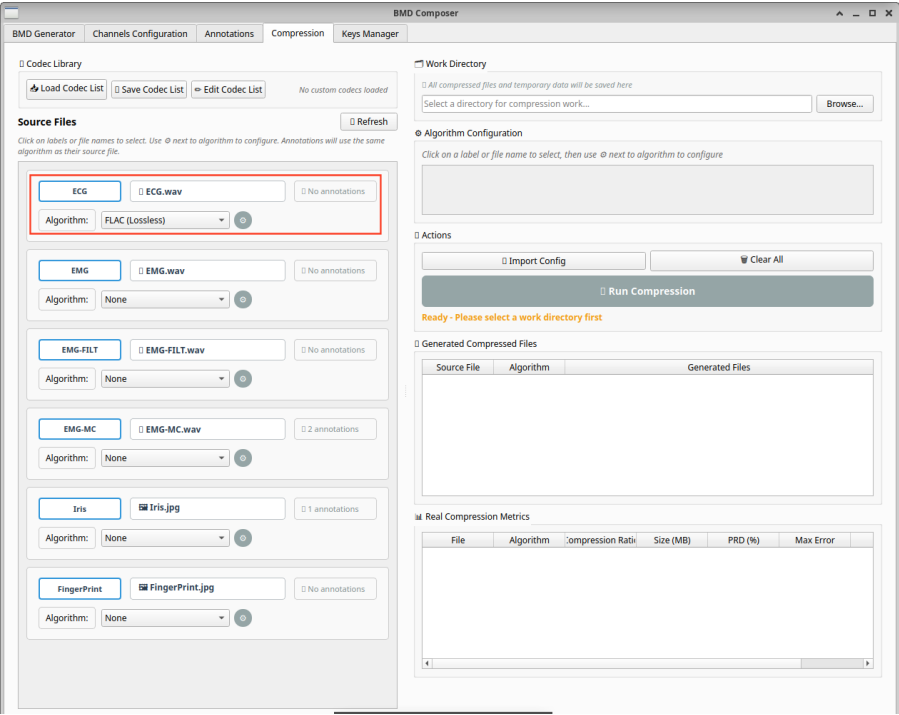 BMD Composer
BMD Generator Channels Configuration Annotations Compression Keys Manager
Codec Library
Load Codec List Save Codec List Edit Codec List No custom codecs loaded
Source Files Refresh
Click on labels or file names to select. Use ⚙ next to algorithm to configure. Annotations will use the same
algorithm as their source file.
ECG ECG.wav No annotations
Algorithm: FLAC (Lossless)
EMG EMG.wav No annotations
Algorithm: None
EMG-FILT EMG-FILT.wav No annotations
Algorithm: None
EMG-MC EMG-MC.wav 2 annotations
Algorithm: None
Iris Iris.jpg 1 annotations
Algorithm: None
FingerPrint FingerPrint.jpg No annotations
Algorithm: None
Work Directory
All compressed files and temporary data will be saved here
Select a directory for compression work... Browse...
Algorithm Configuration
Click on a label or file name to select, then use ⚙ next to algorithm to configure
Actions
Import Config Clear All
Run Compression
Ready - Please select a work directory first
Generated Compressed Files
Source File Algorithm Generated Files
Real Compression Metrics
File Algorithm Compression Ratio Size (MB) PRD (%) Max Error